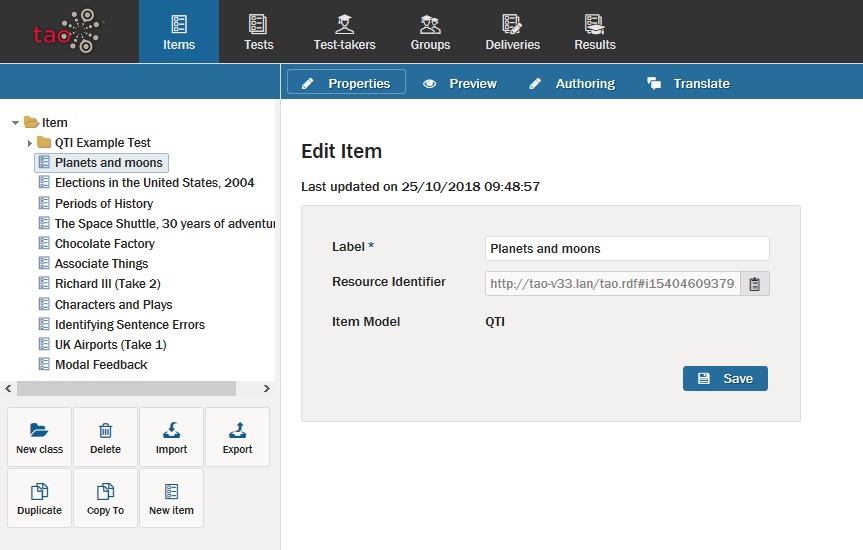 tao
Items
Tests
Test-takers
Groups
Deliveries
Results
Properties
Preview
Authoring
Translate
Item
QTI Example Test
Planets and moons
Elections in the United States, 2004
Periods of History
The Space Shuttle, 30 years of adventur
Chocolate Factory
Associate Things
Richard III (Take 2)
Characters and Plays
Identifying Sentence Errors
UK Airports (Take 1)
Modal Feedback
New class
Delete
Import
Export
Duplicate
Copy To
New item
Edit Item
Last updated on 25/10/2018 09:48:57
Label *
Planets and moons
Resource Identifier
http://tao-v33.lan/tao.rdf#i15404609379
Item Model
QTI
Save